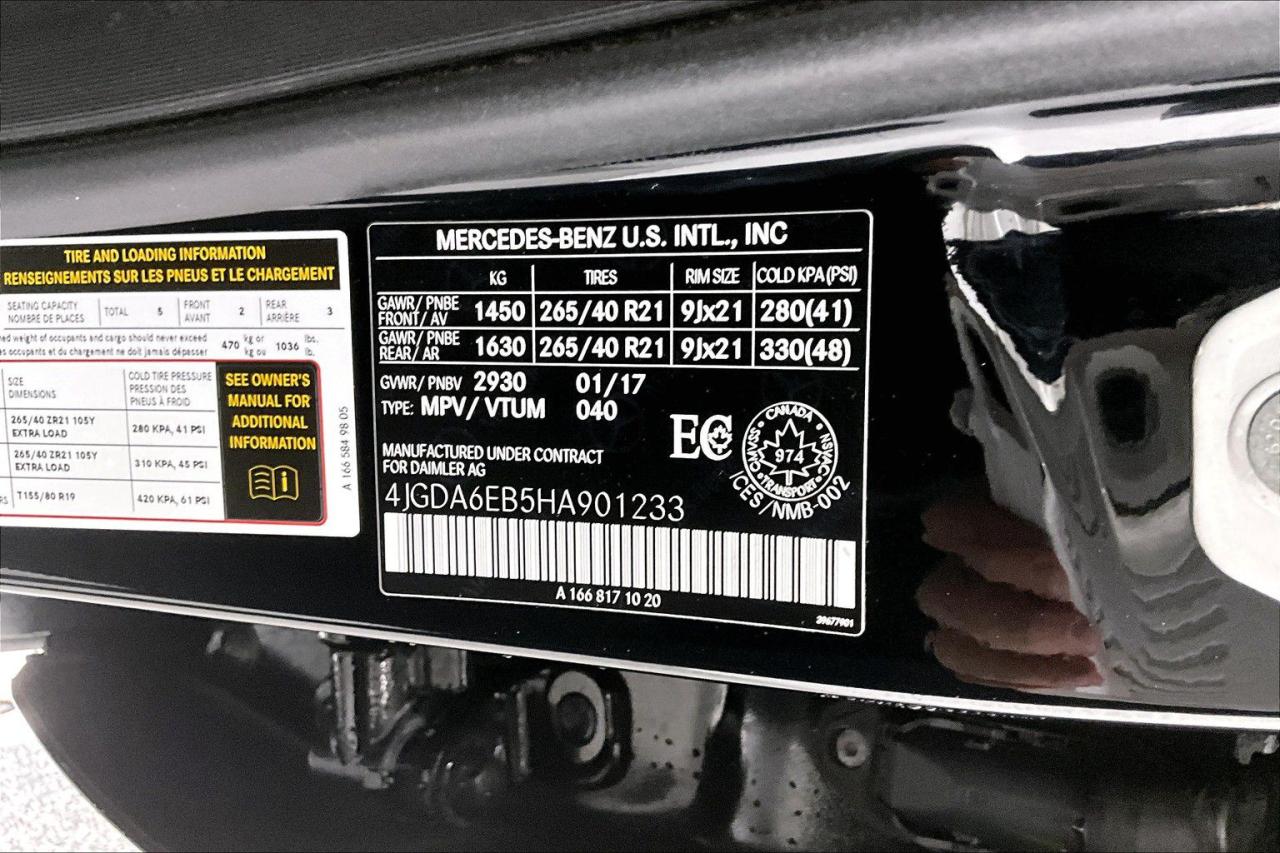 TIRE AND LOADING INFORMATION
RENSEIGNEMENTS SUR LES PNEUS ET LE CHARGEMENT
SEATING CAPACITY
NOMBRE DE PLACES
TOTAL 5
FRONT
AVANT
2
REAR
ARRIÈRE
3
weight of occupants and cargo should never exceed
occupants et du chargement ne doit jamais dépasser
470 kg or
kg ou
1036 lbs.
lb.
SIZE
DIMENSIONS
COLD TIRE PRESSURE
PRESSION DES
PNEUS À FROID
265/40 ZR21 105Y
EXTRA LOAD
280 KPA, 41 PSI
265/40 ZR21 105Y
EXTRA LOAD
310 KPA, 45 PSI
T155/80 R19
420 KPA, 61 PSI
SEE OWNER'S
MANUAL FOR
ADDITIONAL
INFORMATION
A 166 584 98 05
MERCEDES-BENZ U.S. INTL., INC
KG TIRES RIM SIZE COLD KPA (PSI)
GAWR/ PNBE
FRONT/ AV
1450 265/40 R21 9Jx21 280(41)
GAWR/ PNBE
REAR/ AR
1630 265/40 R21 9Jx21 330(48)
GVWR/ PNBV 2930 01/17
TYPE: MPV/ VTUM 040
MANUFACTURED UNDER CONTRACT
FOR DAIMLER AG
EC
CANADA
CMVSS
NSVAC
974
TRANSPORT
ICES/NMB-002
4JGDA6EB5HA901233
A 166 817 10 20